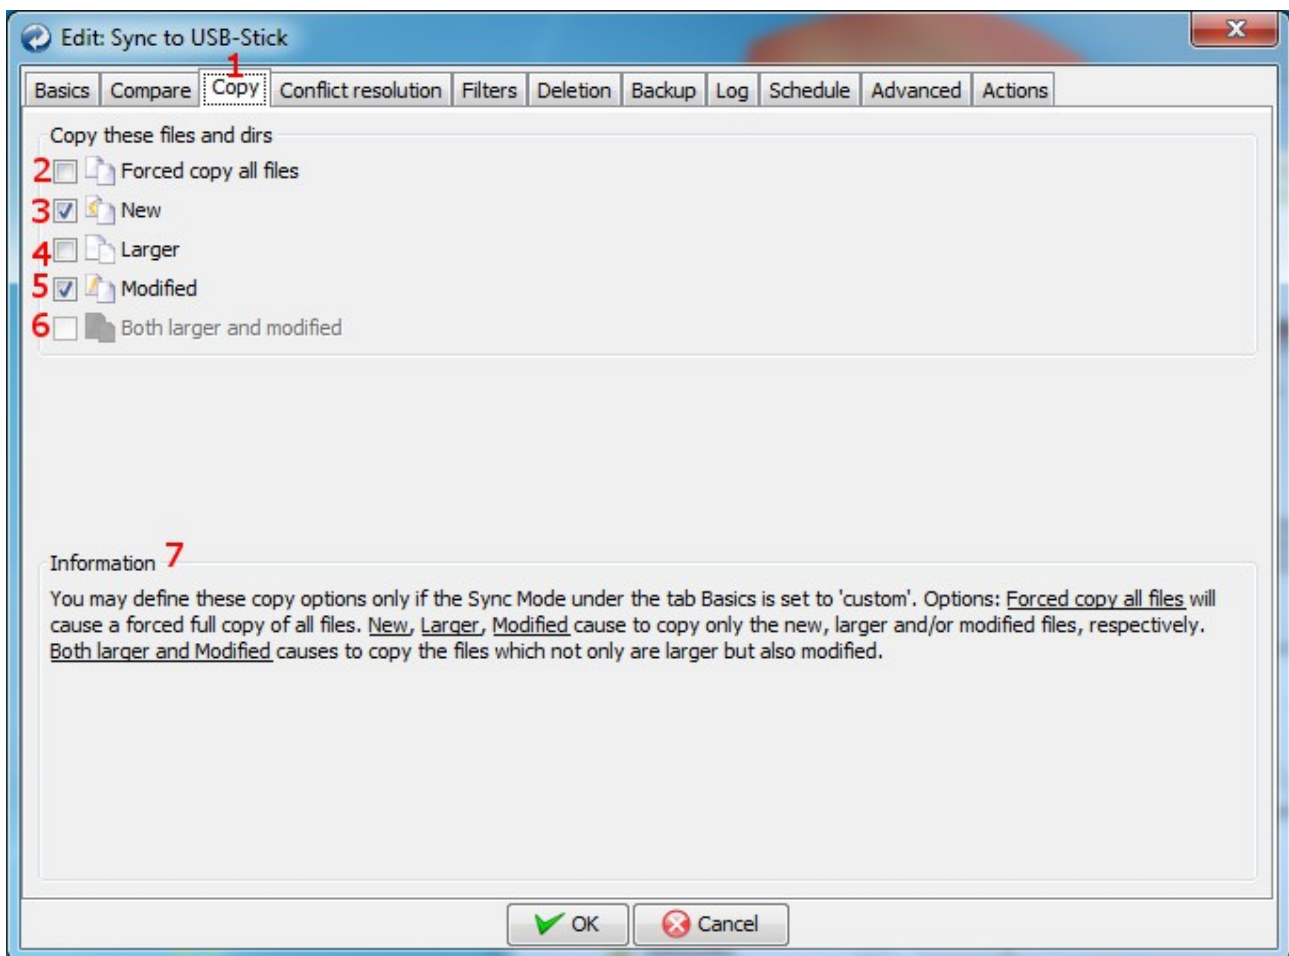 Edit: Sync to USB-Stick
x
1
Basics Compare Copy Conflict resolution Filters Deletion Backup Log Schedule Advanced Actions
Copy these files and dirs
2 Forced copy all files
3 New
4 Larger
5 Modified
6 Both larger and modified
Information 7
You may define these copy options only if the Sync Mode under the tab Basics is set to 'custom'. Options: Forced copy all files will
cause a forced full copy of all files. New, Larger, Modified cause to copy only the new, larger and/or modified files, respectively.
Both larger and Modified causes to copy the files which not only are larger but also modified.
OK Cancel